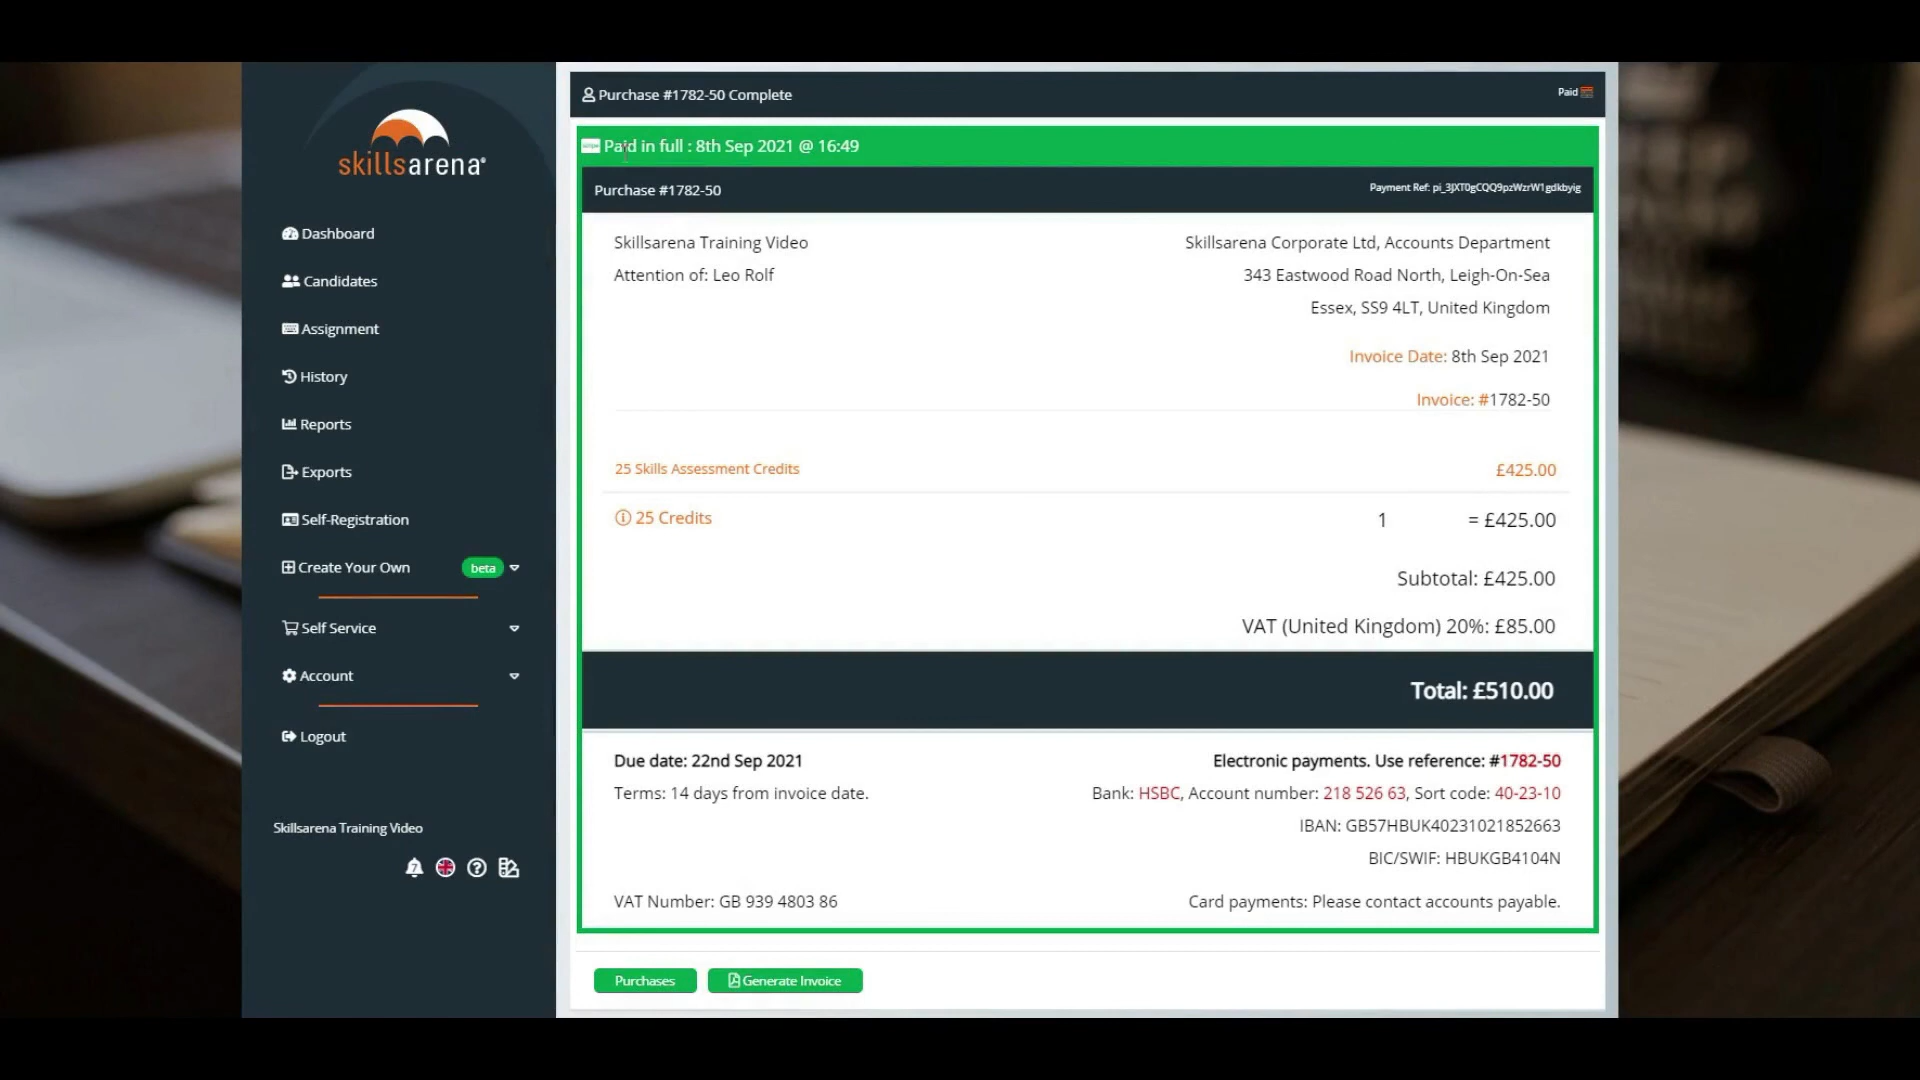 skillsarena®
Dashboard
Candidates
Assignment
History
Reports
Exports
Self-Registration
Create Your Own beta
Self Service
Account
Logout
Skillsarena Training Video
Purchase #1782-50 Complete
Paid
Paid in full : 8th Sep 2021 @ 16:49
Purchase #1782-50
Payment Ref: pi_3JXT0gCQQ9pzWzrW1gdkbyig
Skillsarena Training Video
Attention of: Leo Rolf
Skillsarena Corporate Ltd, Accounts Department
343 Eastwood Road North, Leigh-On-Sea
Essex, SS9 4LT, United Kingdom
Invoice Date: 8th Sep 2021
Invoice: #1782-50
25 Skills Assessment Credits £425.00
25 Credits 1 = £425.00
Subtotal: £425.00
VAT (United Kingdom) 20%: £85.00
Total: £510.00
Due date: 22nd Sep 2021
Terms: 14 days from invoice date.
VAT Number: GB 939 4803 86
Electronic payments. Use reference: #1782-50
Bank: HSBC, Account number: 218 526 63, Sort code: 40-23-10
IBAN: GB57HBUK40231021852663
BIC/SWIF: HBUKGB4104N
Card payments: Please contact accounts payable.
Purchases
Generate Invoice